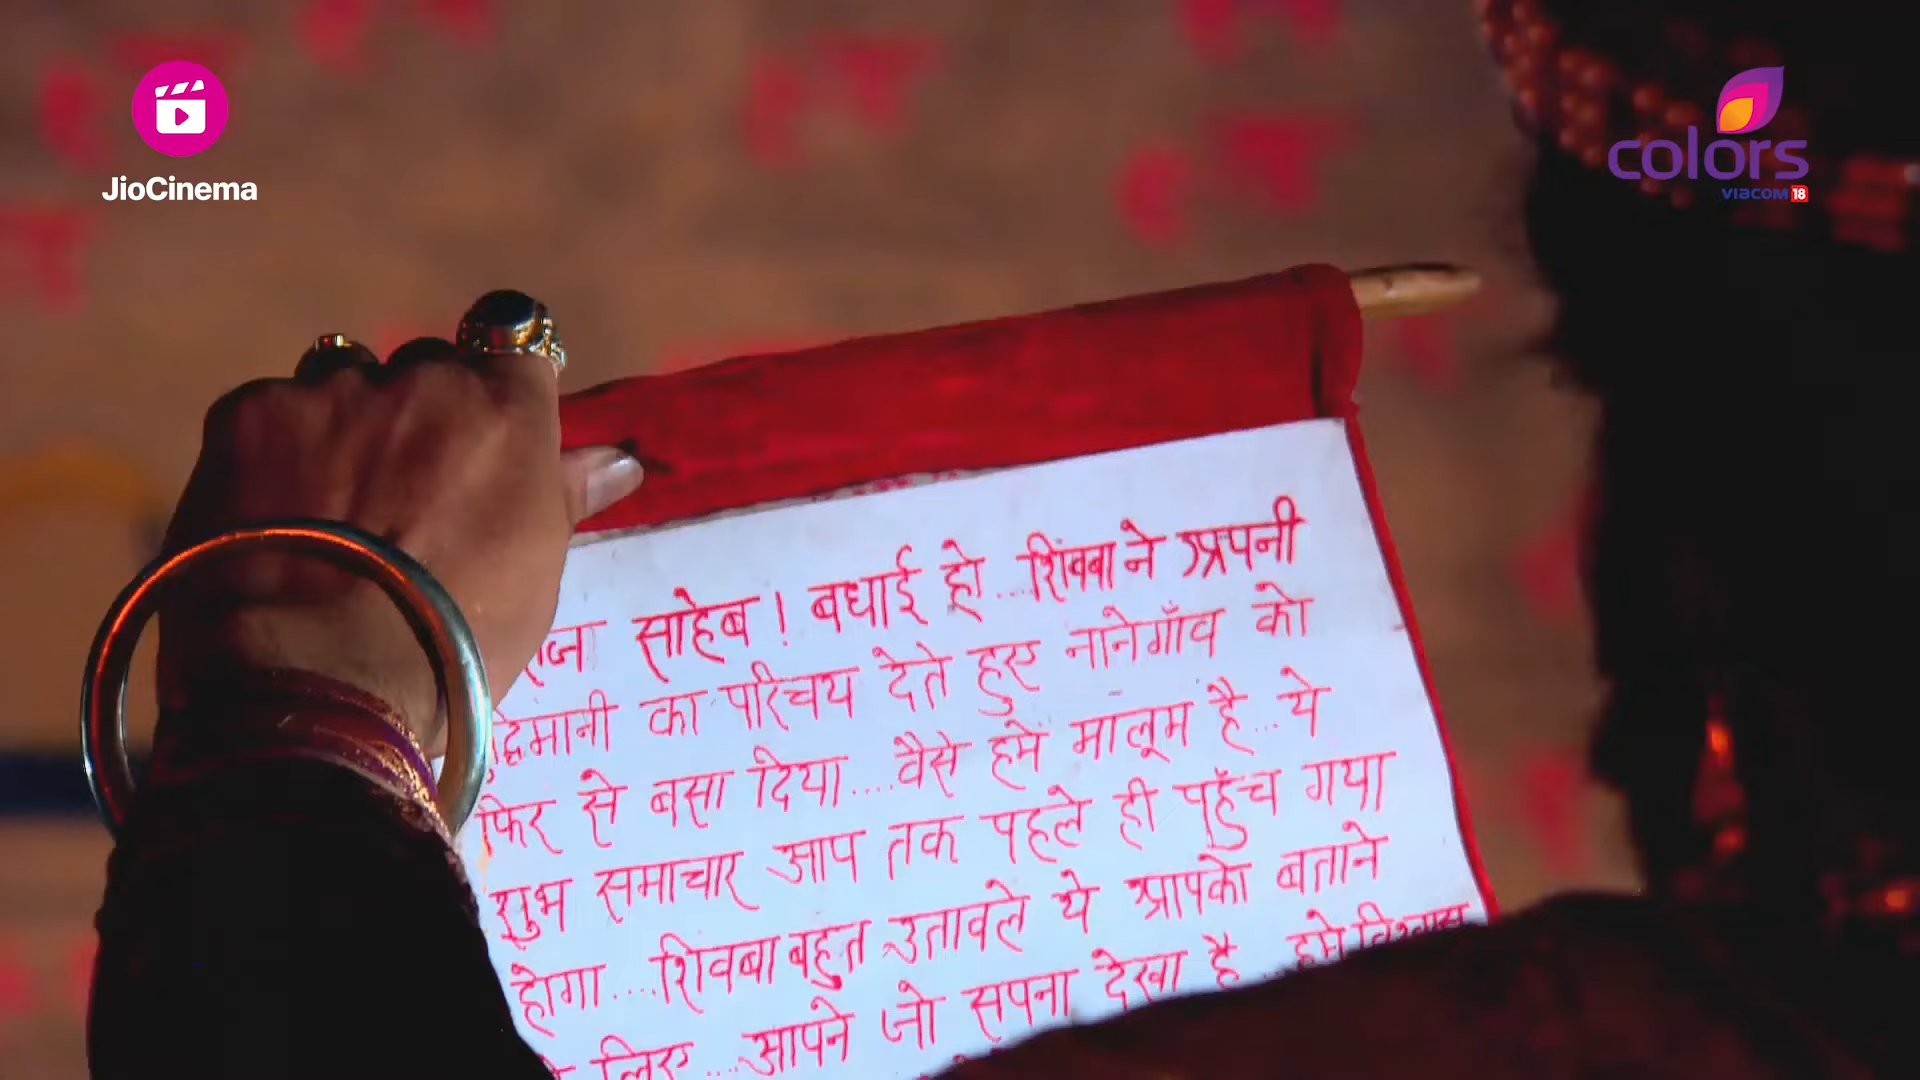 JioCinema
colors
VIACOM 18
साहेब ! बधाई हो....शिवबा ने अपनी
का परिचय देते हुए नानेगाँव को
फिर से बसा दिया....वैसे हमें मालूम है...ये
शुभ समाचार आप तक पहले ही पहुँच गया
होगा....शिवबा बहुत उतावले थे आपको बताने
लिए....आपने जो सपना देखा है...हमे विश्वास